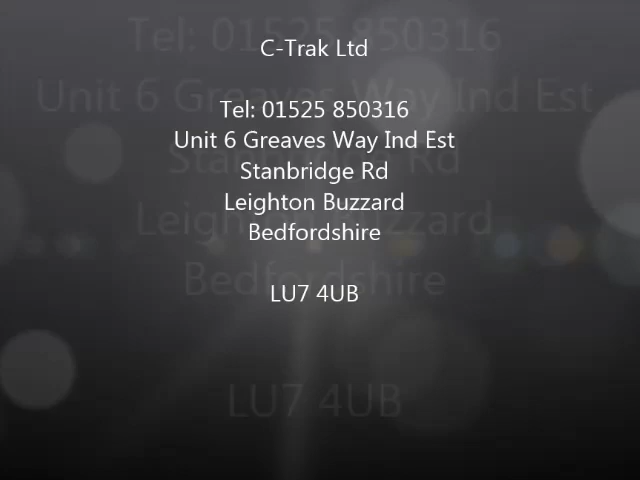 C-Trak Ltd
Tel: 01525 850316
Unit 6 Greaves Way Ind Est
Stanbridge Rd
Leighton Buzzard
Bedfordshire
LU7 4UB